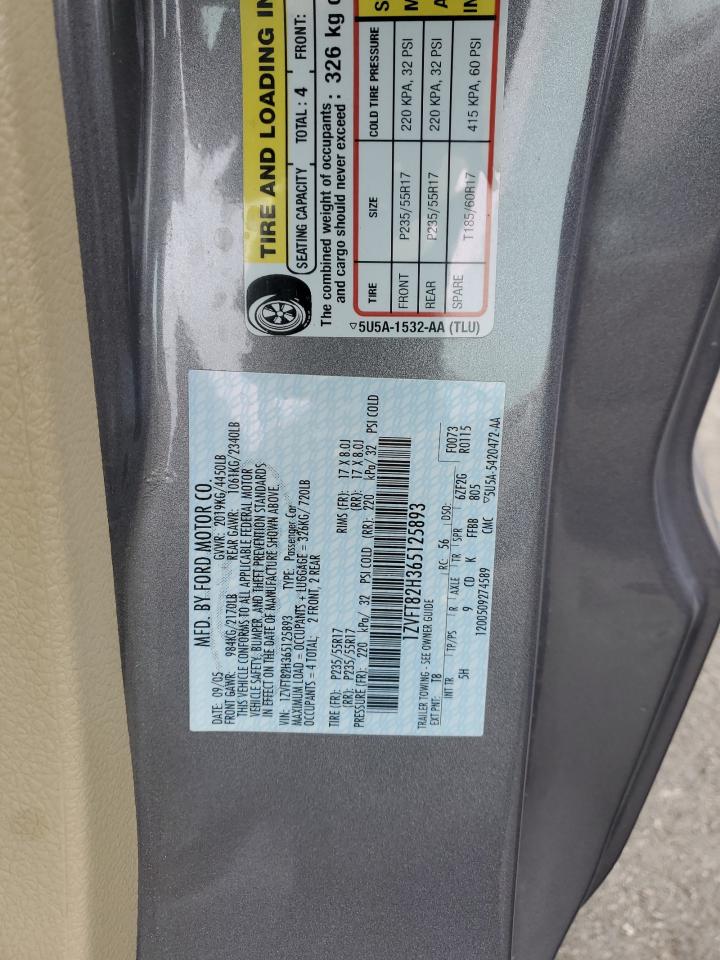 TIRE AND LOADING IN
SEATING CAPACITY TOTAL : 4 FRONT:
The combined weight of occupants
and cargo should never exceed : 326 kg
TIRE SIZE COLD TIRE PRESSURE
FRONT P235/55R17 220 KPA, 32 PSI
REAR P235/55R17 220 KPA, 32 PSI
SPARE T185/60R17 415 KPA, 60 PSI
▽5U5A-1532-AA (TLU)
MFD. BY FORD MOTOR CO.
DATE: 09/05 GVWR: 2019KG/4450LB
FRONT GAWR: 984KG/2170LB REAR GAWR: 1061KG/2340LB
THIS VEHICLE CONFORMS TO ALL APPLICABLE FEDERAL MOTOR
VEHICLE SAFETY, BUMPER, AND THEFT PREVENTION STANDARDS
IN EFFECT ON THE DATE OF MANUFACTURE SHOWN ABOVE.
VIN: 1ZVFT82H365125893 TYPE: Passenger Car
MAXIMUM LOAD = OCCUPANTS + LUGGAGE = 326KG/720LB
OCCUPANTS = 4 TOTAL: 2 FRONT, 2 REAR
TIRE (FR): P235/55R17 RIMS (FR): 17 X 8.0J
(RR): P235/55R17 (RR): 17 X 8.0J
PRESSURE (FR): 220 kPa/ 32 PSI COLD (RR): 220 kPa/ 32 PSI COLD
1ZVFT82H365125893
TRAILER TOWING - SEE OWNER GUIDE F0073
EXT PNT: T8 RC: 56 DSO: R0115
INT TR TP/PS R AXLE TR SPR 6ZF2G
5H 9 CD K FFBB 8D5
1200509274589 CMC ▽5U5A-5420472-AA